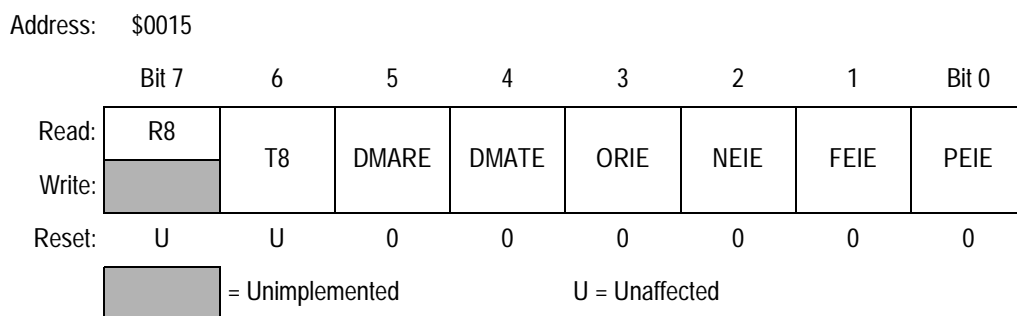 Address: $0015
Bit 7 6 5 4 3 2 1 Bit 0
Read: R8 T8 DMARE DMATE ORIE NEIE FEIE PEIE
Write:
Reset: U U 0 0 0 0 0 0
= Unimplemented U = Unaffected